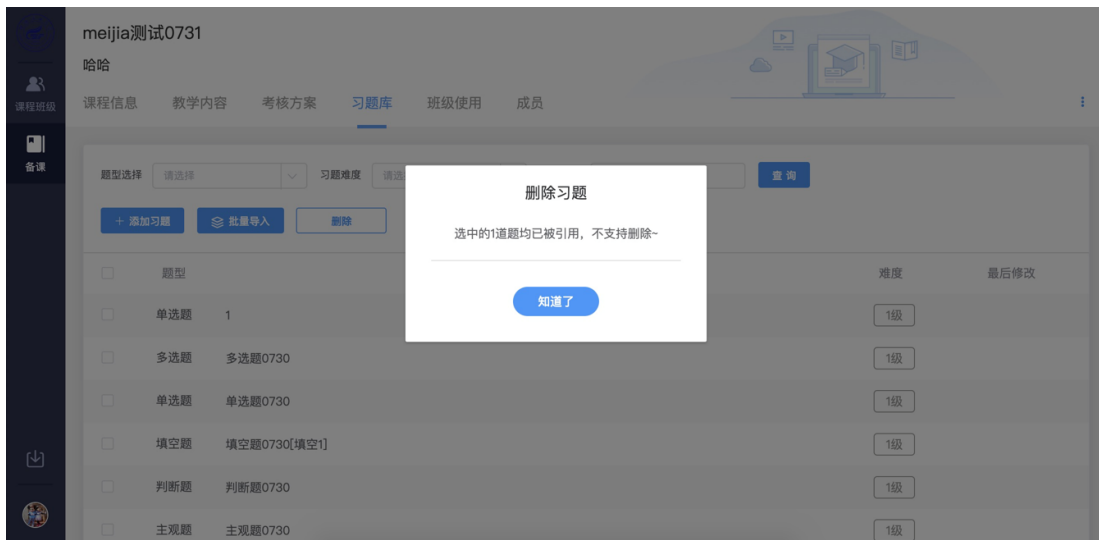 meijia测试0731
哈哈
课程班级
课程信息 教学内容 考核方案 习题库 班级使用 成员
备课
题型选择 请选择 习题难度 请选 查询
删除习题
+ 添加习题 批量导入 删除
选中的1道题均已被引用，不支持删除~
题型 难度 最后修改
知道了
单选题 1 1级
多选题 多选题0730 1级
单选题 单选题0730 1级
填空题 填空题0730[填空1] 1级
判断题 判断题0730 1级
主观题 主观题0730 1级